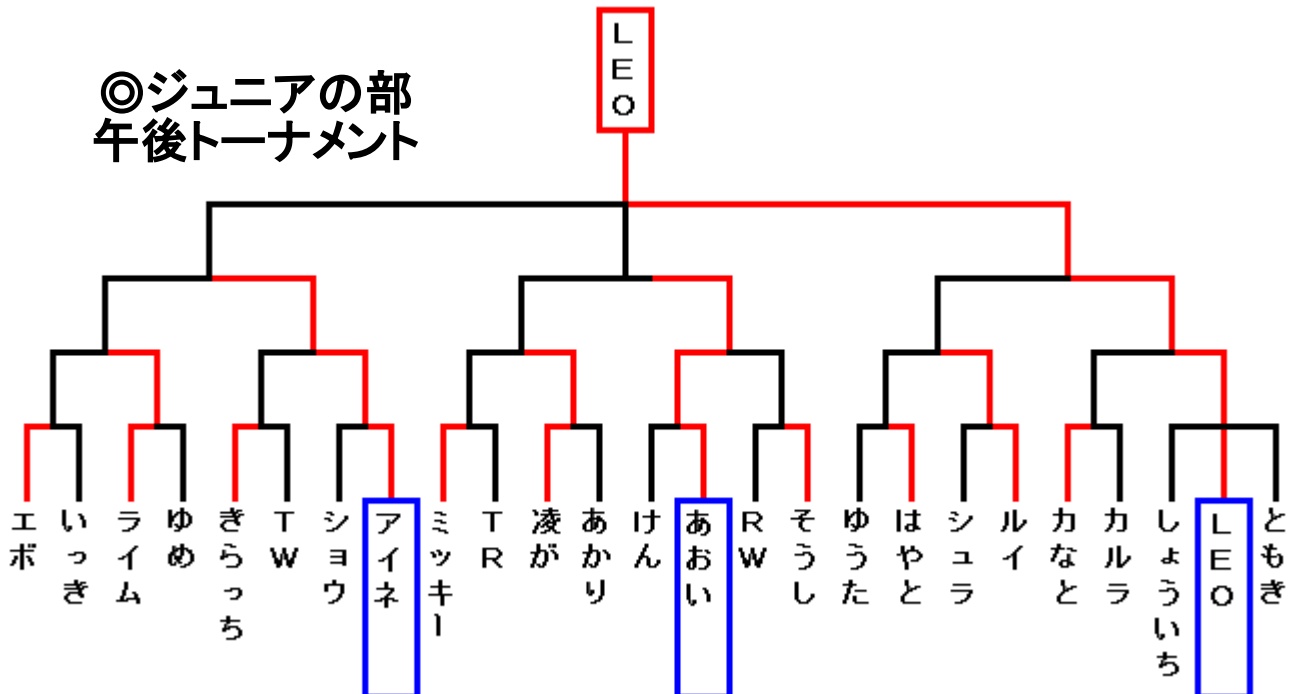 LEO
◎ジュニアの部
午後トーナメント
エボ
いっき
ライム
ゆめ
きらっち
TW
ショウ
アイネ
ミッキー
TR
凌が
あかり
けん
あおい
RW
そうし
ゆうた
はやと
シュラ
ルイ
カなと
カルラ
しょういち
LEO
ともき